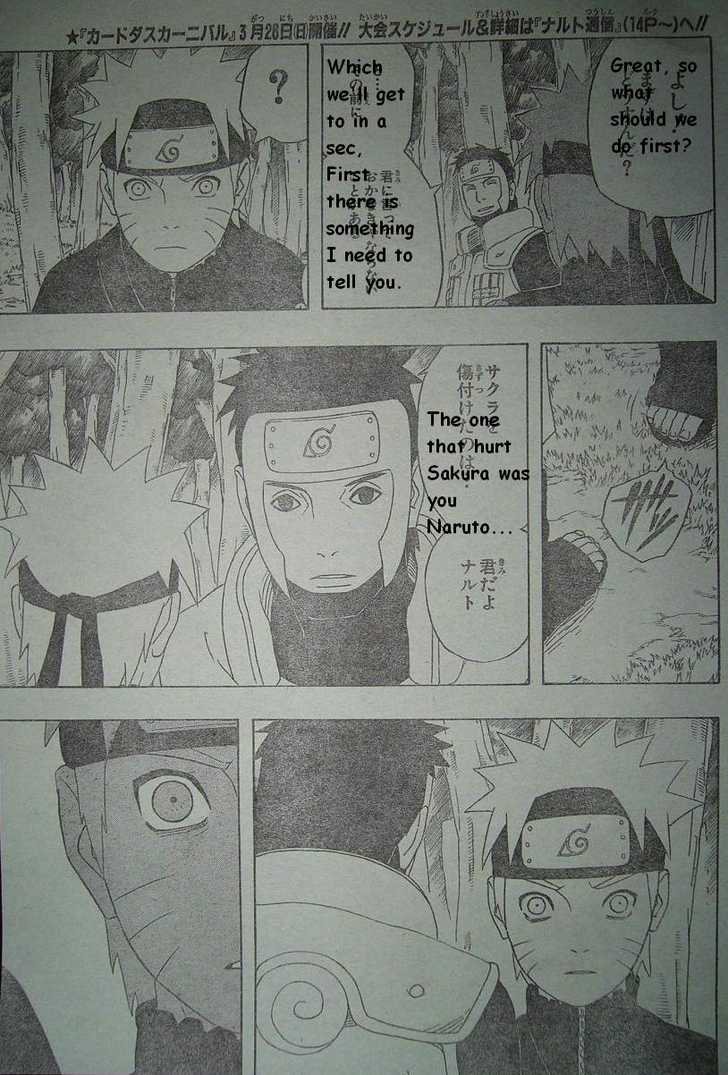 ★『カードダスカーニバル』3月28日(日)開催!! 大会スケジュール&詳細は『ナルト通信』(14P〜)へ!!
Great, so
what
should we
do first?
Which
we'll get
to in a
sec,
First
there is
something
I need to
tell you.
?
サクラを
傷付けたのは…
The one
that hurt
Sakura was
you
Naruto...
君だよ
ナルト